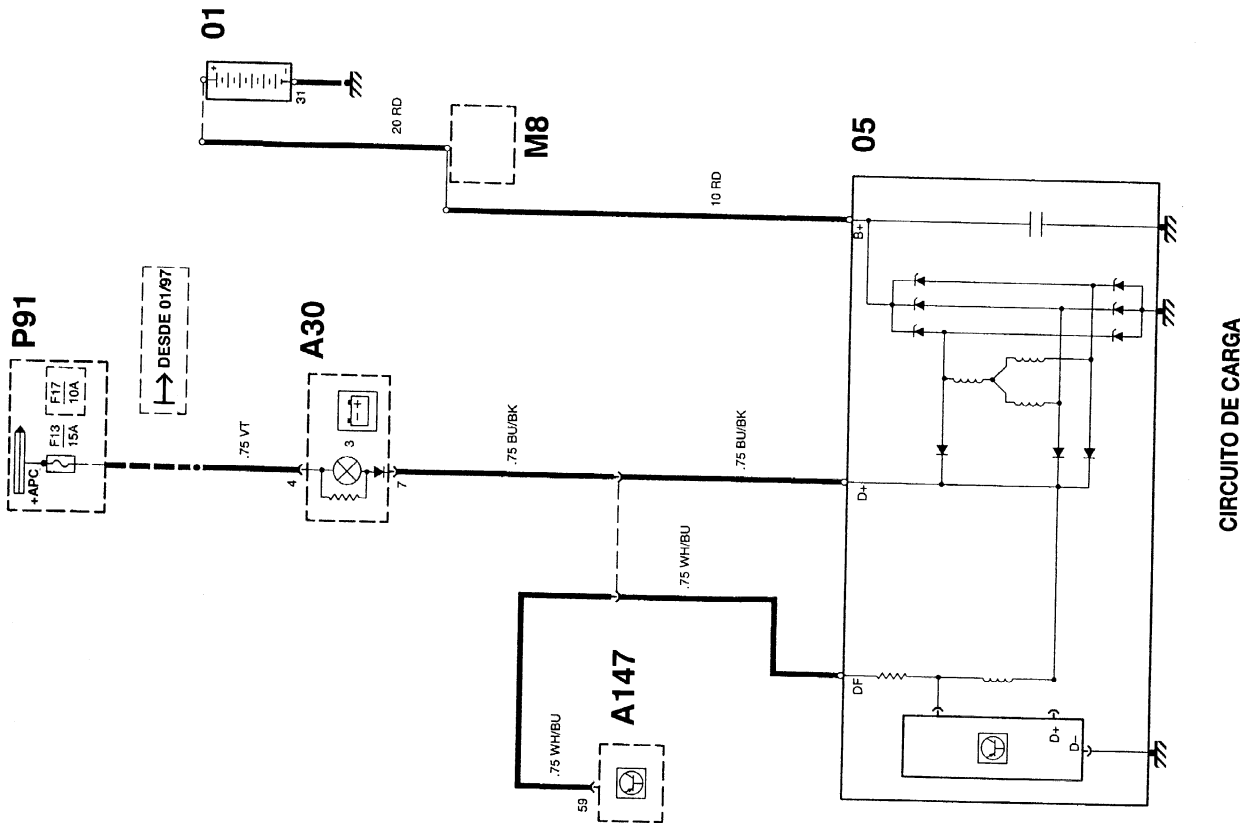 01
+
-
31
20 RD
M8
P91
+APC
F13
15A
F17
10A
DESDE 01/97
.75 VT
A30
4
3
- +
7
.75 BU/BK
.75 BU/BK
10 RD
05
B+
D+
DF
.75 WH/BU
.75 WH/BU
A147
59
D+
D-
CIRCUITO DE CARGA